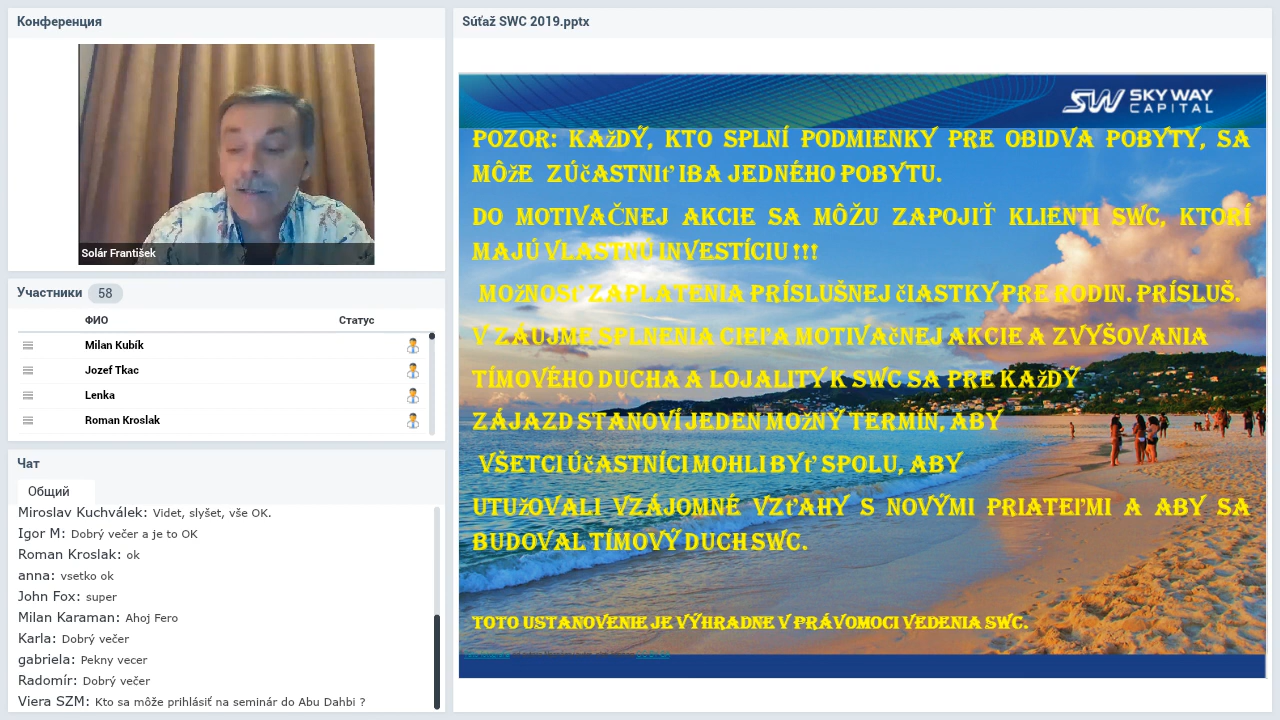 Конференция
Solár František
Участники 58
ФИО Статус
Milan Kubík
Jozef Tkac
Lenka
Roman Kroslak
Чат
Общий
Miroslav Kuchválek: Videt, slyšet, vše OK.
Igor M: Dobrý večer a je to OK
Roman Kroslak: ok
anna: vsetko ok
John Fox: super
Milan Karaman: Ahoj Fero
Karla: Dobrý večer
gabriela: Pekny vecer
Radomír: Dobrý večer
Viera SZM: Kto sa môže prihlásiť na seminár do Abu Dahbi ?
Súťaž SWC 2019.pptx
SW SKY WAY
CAPITAL
POZOR: KAžDÝ, KTO SPLNÍ PODMIENKY PRE OBIDVA POBYTY, SA
MÔžE ZÚčASTNIť IBA JEDNÉHO POBYTU.
DO MOTIVAČNEJ AKCIE SA MÔŽU ZAPOJIŤ KLIENTI SWC, KTORÍ
MAJÚ VLASTNÚ INVESTÍCIU !!!
MOžNOSť ZAPLATENIA PRÍSLUŠNEJ čIASTKY PRE RODIN. PRÍSLUŠ.
V ZÁUJME SPLNENIA CIEľA MOTIVAčNEJ AKCIE A ZVYŠOVANIA
TÍMOVÉHO DUCHA A LOJALITY K SWC SA PRE KAžDÝ
ZÁJAZD STANOVÍ JEDEN MOžNÝ TERMÍN, ABY
VŠETCI ÚčASTNÍCI MOHLI BYť SPOLU, ABY
UTUžOVALI VZÁJOMNÉ VZťAHY S NOVÝMI PRIATEľMI A ABY SA
BUDOVAL TÍMOVÝ DUCH SWC.
TOTO USTANOVENIE JE VÝHRADNE V PRÁVOMOCI VEDENIA SWC.